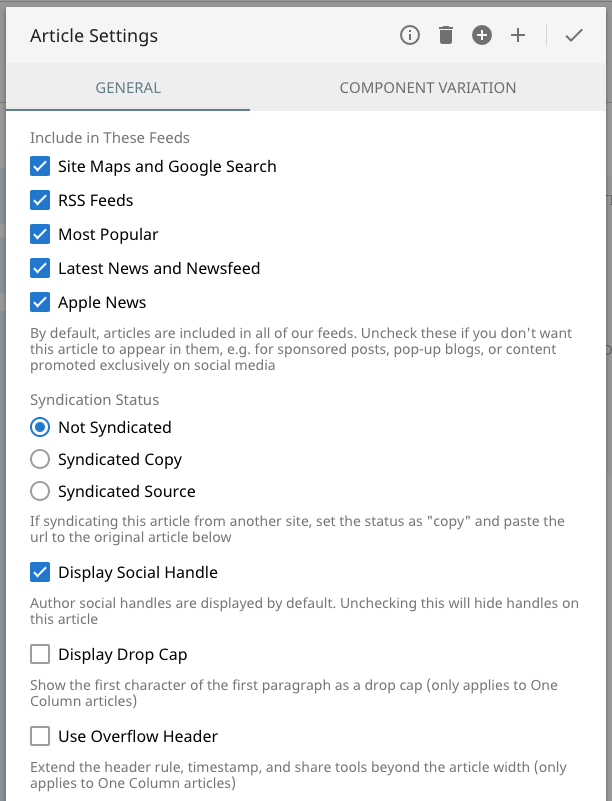 Article Settings
GENERAL
COMPONENT VARIATION
Include in These Feeds
Site Maps and Google Search
RSS Feeds
Most Popular
Latest News and Newsfeed
Apple News
By default, articles are included in all of our feeds. Uncheck these if you don't want
this article to appear in them, e.g. for sponsored posts, pop-up blogs, or content
promoted exclusively on social media
Syndication Status
Not Syndicated
Syndicated Copy
Syndicated Source
If syndicating this article from another site, set the status as "copy" and paste the
url to the original article below
Display Social Handle
Author social handles are displayed by default. Unchecking this will hide handles on
this article
Display Drop Cap
Show the first character of the first paragraph as a drop cap (only applies to One
Column articles)
Use Overflow Header
Extend the header rule, timestamp, and share tools beyond the article width (only
applies to One Column articles)